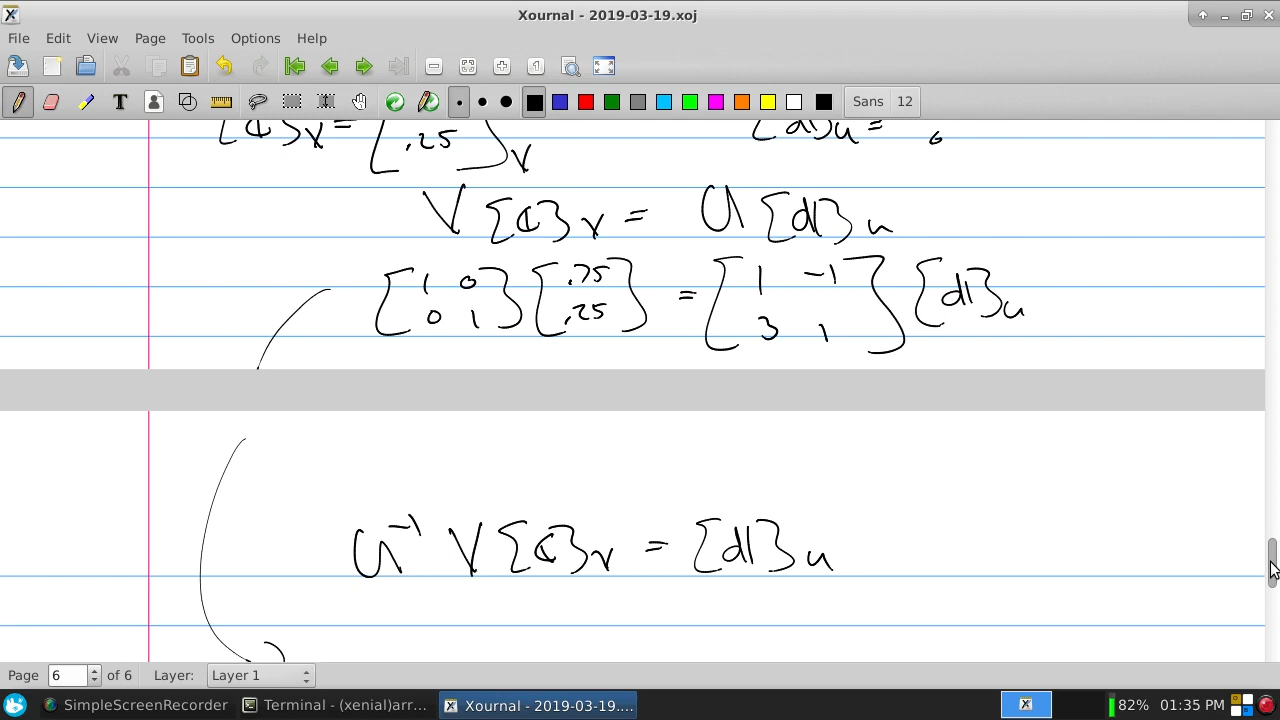 Xournal - 2019-03-19.xoj
File Edit View Page Tools Options Help
Sans 12
[¢]v = [ .25 ]v [d]u = 6
V [¢]v = U [d]u
[1 0 [.75 = [1 -1 [d]u
0 1] .25] 3 1]
U⁻¹ V [¢]v = [d]u
Page 6 of 6 Layer: Layer 1
SimpleScreenRecorder Terminal - (xenial)arr... Xournal - 2019-03-19.... 82% 01:35 PM